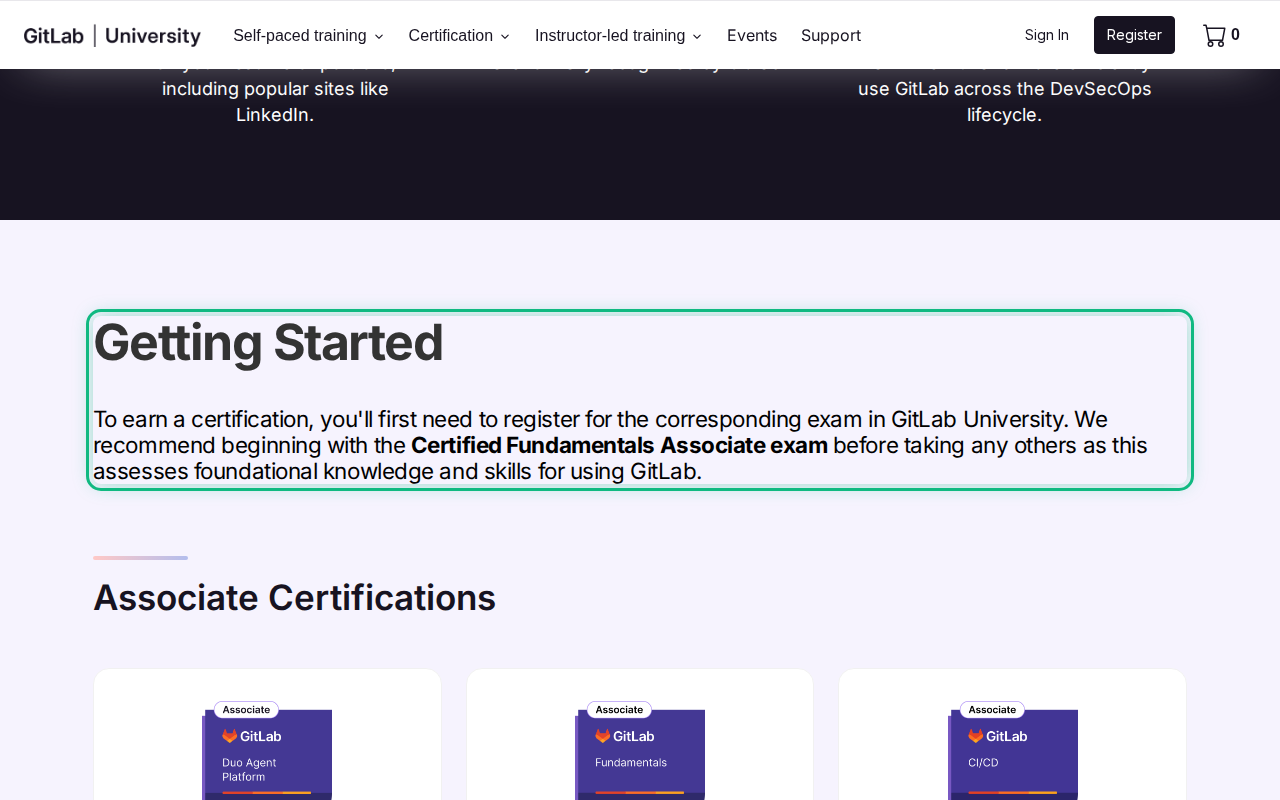 GitLab | University
Self-paced training
Certification
Instructor-led training
Events
Support
Sign In
Register
0
including popular sites like
LinkedIn.
use GitLab across the DevSecOps
lifecycle.
Getting Started
To earn a certification, you'll first need to register for the corresponding exam in GitLab University. We
recommend beginning with the Certified Fundamentals Associate exam before taking any others as this
assesses foundational knowledge and skills for using GitLab.
Associate Certifications
Associate
GitLab
Duo Agent
Platform
Associate
GitLab
Fundamentals
Associate
GitLab
CI/CD